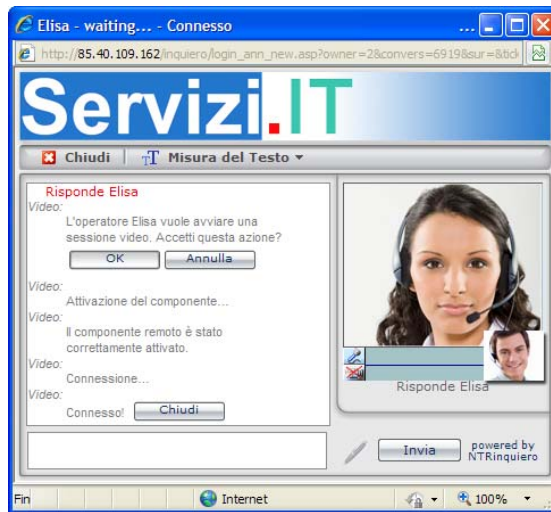 Elisa - waiting... - Connesso
...
http://85.40.109.162/inquiero/login_ann_new.asp?owner=2&convers=6919&sur=&tick
Servizi.IT
Chiudi
Misura del Testo
Risponde Elisa
Video:
L'operatore Elisa vuole avviare una
sessione video. Accetti questa azione?
OK
Annulla
Video:
Attivazione del componente...
Video:
Il componente remoto è stato
correttamente attivato.
Video:
Connessione...
Video:
Connesso!
Chiudi
Risponde Elisa
Invia
powered by
NTRinquiero
Fin
Internet
100%